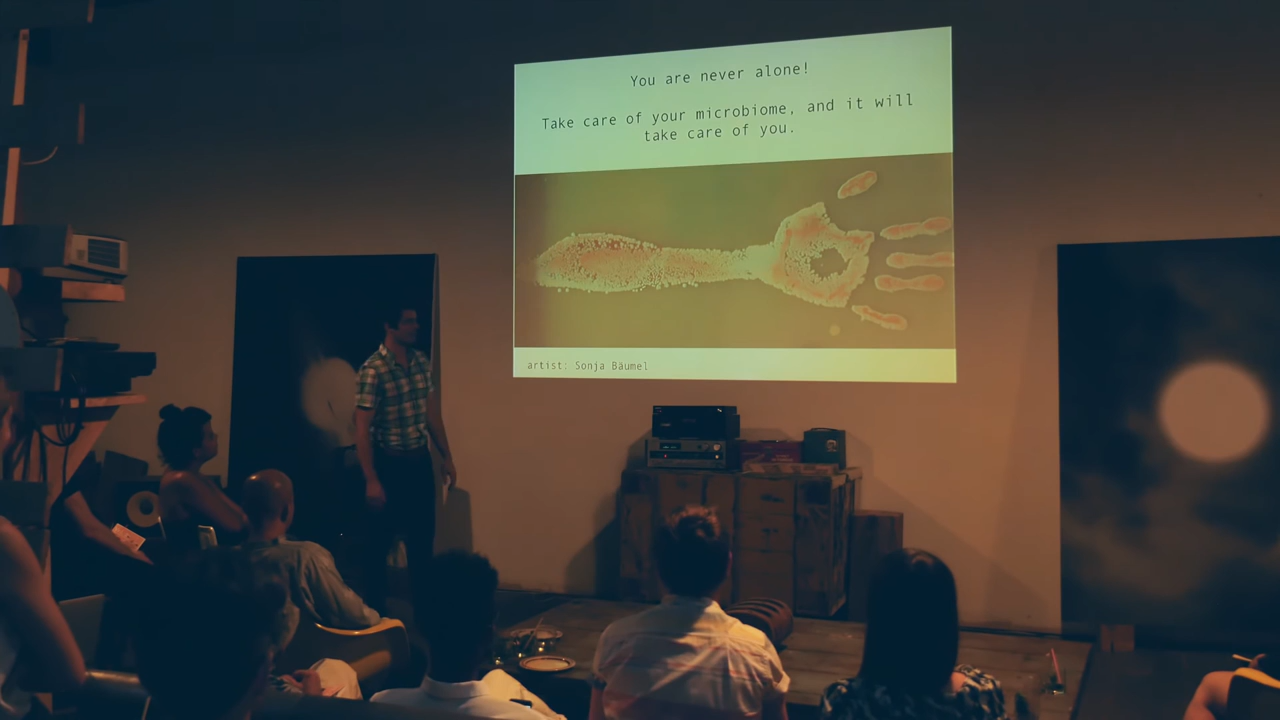 You are never alone!
Take care of your microbiome, and it will
take care of you.
artist: Sonja Bäumel